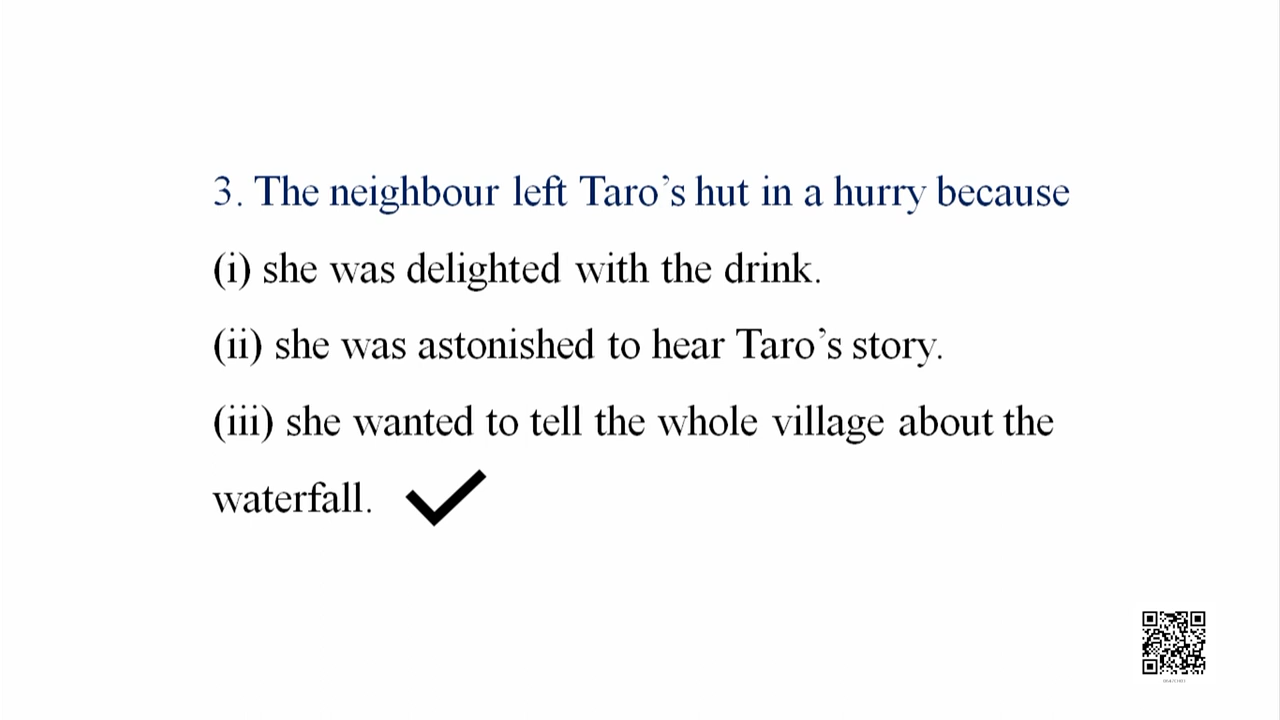 3. The neighbour left Taro’s hut in a hurry because
(i) she was delighted with the drink.
(ii) she was astonished to hear Taro’s story.
(iii) she wanted to tell the whole village about the
waterfall.